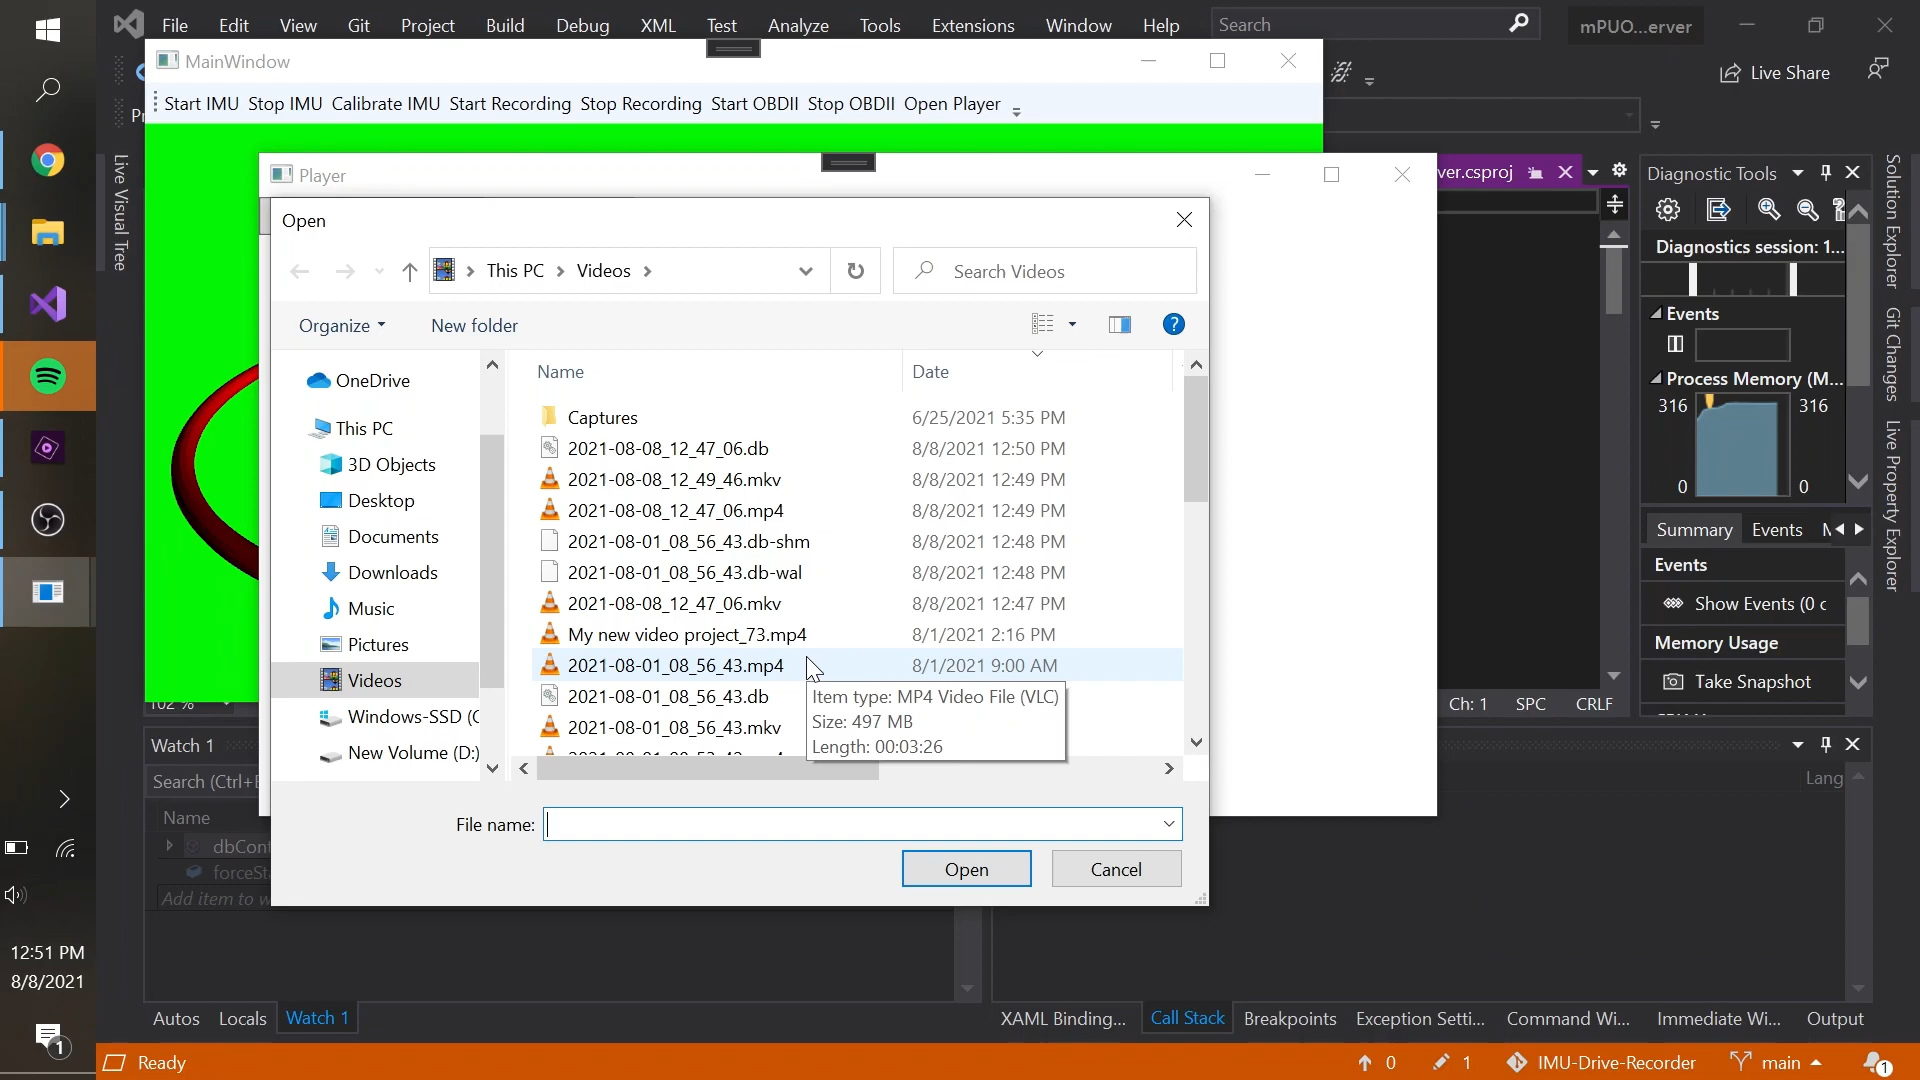 File Edit View Git Project Build Debug XML Test Analyze Tools Extensions Window Help Search mPUO...erver
MainWindow
Live Share
Start IMU Stop IMU Calibrate IMU Start Recording Stop Recording Start OBDII Stop OBDII Open Player
Pr
Live Visual Tree
Player
ver.csproj
Diagnostic Tools
Solution Explorer
Git Changes
Live Property Explorer
Open
Diagnostics session: 1...
This PC Videos
Search Videos
Organize
New folder
?
Events
Process Memory (M...
316 316
0 0
OneDrive
This PC
3D Objects
Desktop
Documents
Downloads
Music
Pictures
Videos
Windows-SSD (C
New Volume (D:)
Name Date
Captures 6/25/2021 5:35 PM
2021-08-08_12_47_06.db 8/8/2021 12:50 PM
2021-08-08_12_49_46.mkv 8/8/2021 12:49 PM
2021-08-08_12_47_06.mp4 8/8/2021 12:49 PM
2021-08-01_08_56_43.db-shm 8/8/2021 12:48 PM
2021-08-01_08_56_43.db-wal 8/8/2021 12:48 PM
2021-08-08_12_47_06.mkv 8/8/2021 12:47 PM
My new video project_73.mp4 8/1/2021 2:16 PM
2021-08-01_08_56_43.mp4 8/1/2021 9:00 AM
2021-08-01_08_56_43.db
2021-08-01_08_56_43.mkv
Item type: MP4 Video File (VLC)
Size: 497 MB
Length: 00:03:26
Summary Events
Events
Show Events (0 c
Memory Usage
Take Snapshot
102 %
Ch: 1 SPC CRLF
Watch 1
Search (Ctrl+E
Lang
Name
dbCont
forceSta
Add item to w
File name:
Open Cancel
12:51 PM
8/8/2021
1
Autos Locals Watch 1
XAML Binding... Call Stack Breakpoints Exception Setti... Command Wi... Immediate Wi... Output
Ready
0 1 IMU-Drive-Recorder main 1